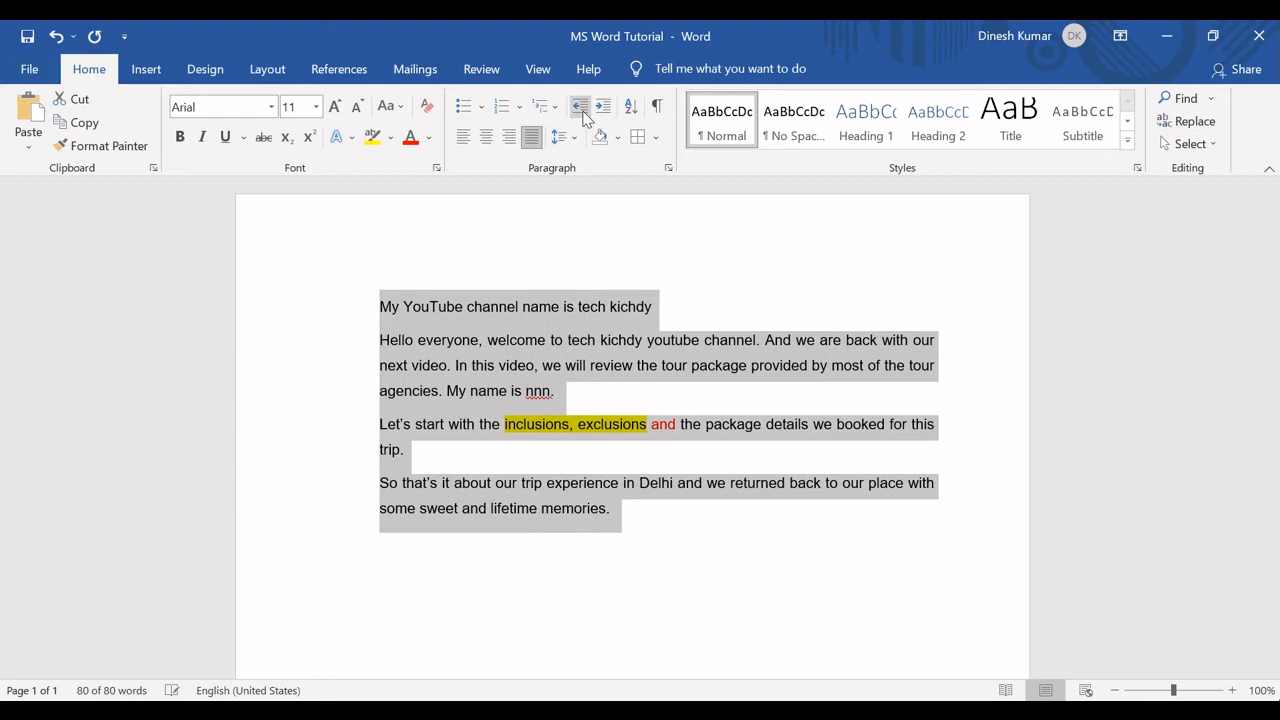 MS Word Tutorial - Word
Dinesh Kumar DK
File Home Insert Design Layout References Mailings Review View Help Tell me what you want to do Share
Paste
Cut
Copy
Format Painter
Clipboard
Arial 11
Font
Paragraph
AaBbCcDc AaBbCcDc AaBbCc AaBbCcD AaB AaBbCcD
¶ Normal ¶ No Spac... Heading 1 Heading 2 Title Subtitle
Styles
Find
Replace
Select
Editing
My YouTube channel name is tech kichdy
Hello everyone, welcome to tech kichdy youtube channel. And we are back with our
next video. In this video, we will review the tour package provided by most of the tour
agencies. My name is nnn.
Let’s start with the inclusions, exclusions and the package details we booked for this
trip.
So that’s it about our trip experience in Delhi and we returned back to our place with
some sweet and lifetime memories.
Page 1 of 1 80 of 80 words English (United States) 100%